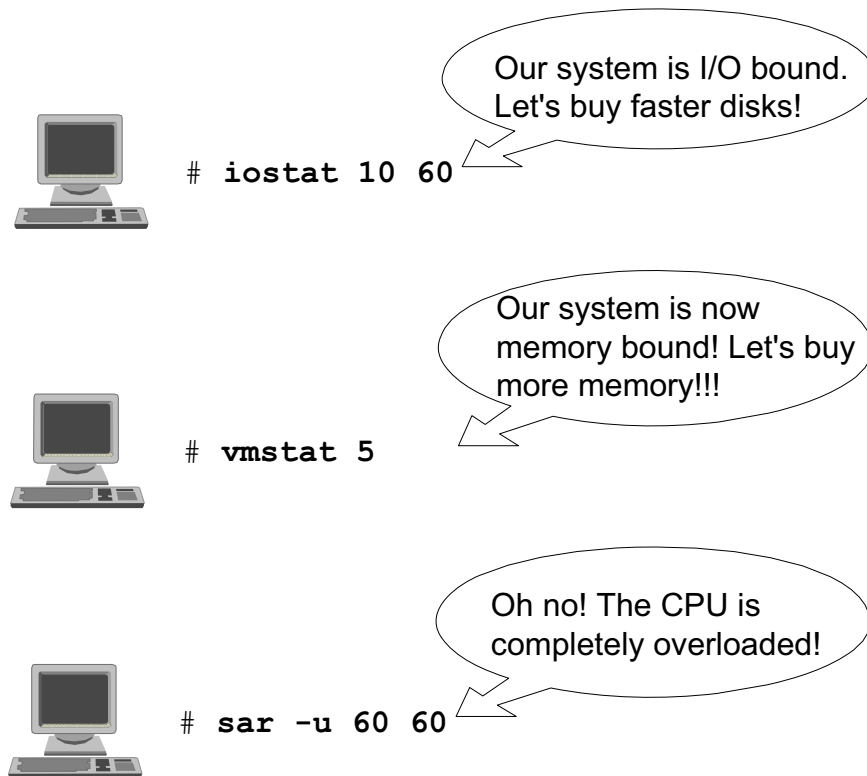 Our system is I/O bound.
Let's buy faster disks!
# iostat 10 60
Our system is now
memory bound! Let's buy
more memory!!!
# vmstat 5
Oh no! The CPU is
completely overloaded!
# sar -u 60 60